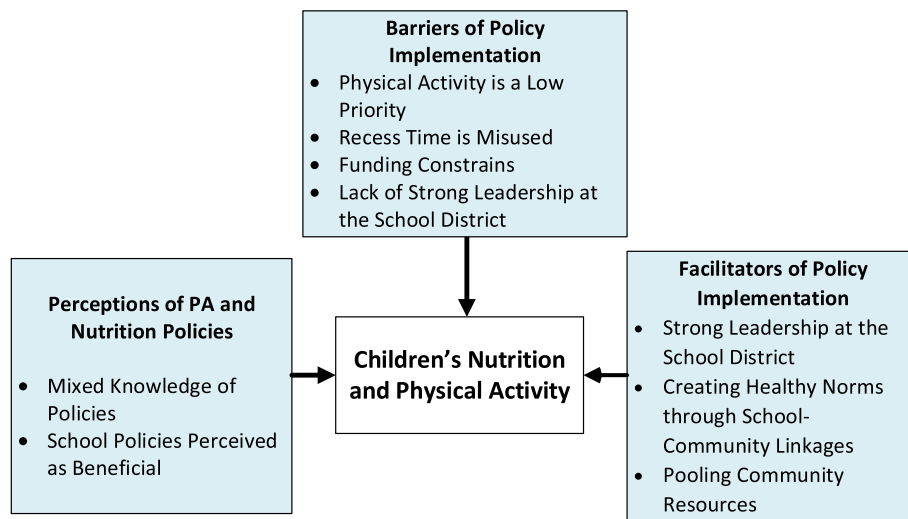 Barriers of Policy
Implementation
• Physical Activity is a Low
Priority
• Recess Time is Misused
• Funding Constrains
• Lack of Strong Leadership at
the School District
Perceptions of PA and
Nutrition Policies
• Mixed Knowledge of
Policies
• School Policies Perceived
as Beneficial
Children's Nutrition
and Physical Activity
Facilitators of Policy
Implementation
• Strong Leadership at the
School District
• Creating Healthy Norms
through School-
Community Linkages
• Pooling Community
Resources